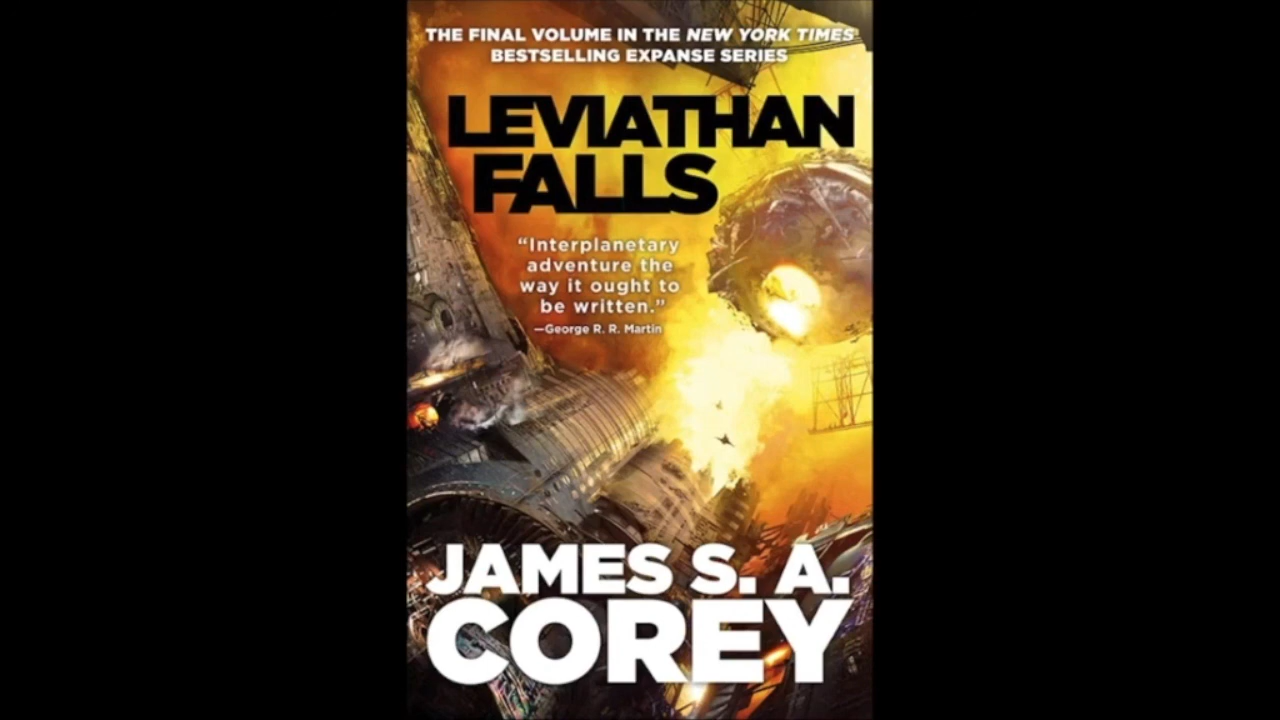 THE FINAL VOLUME IN THE NEW YORK TIMES
BESTSELLING EXPANSE SERIES
LEVIATHAN
FALLS
“Interplanetary
adventure the
way it ought to
be written.”
—George R. R. Martin
JAMES S. A.
COREY